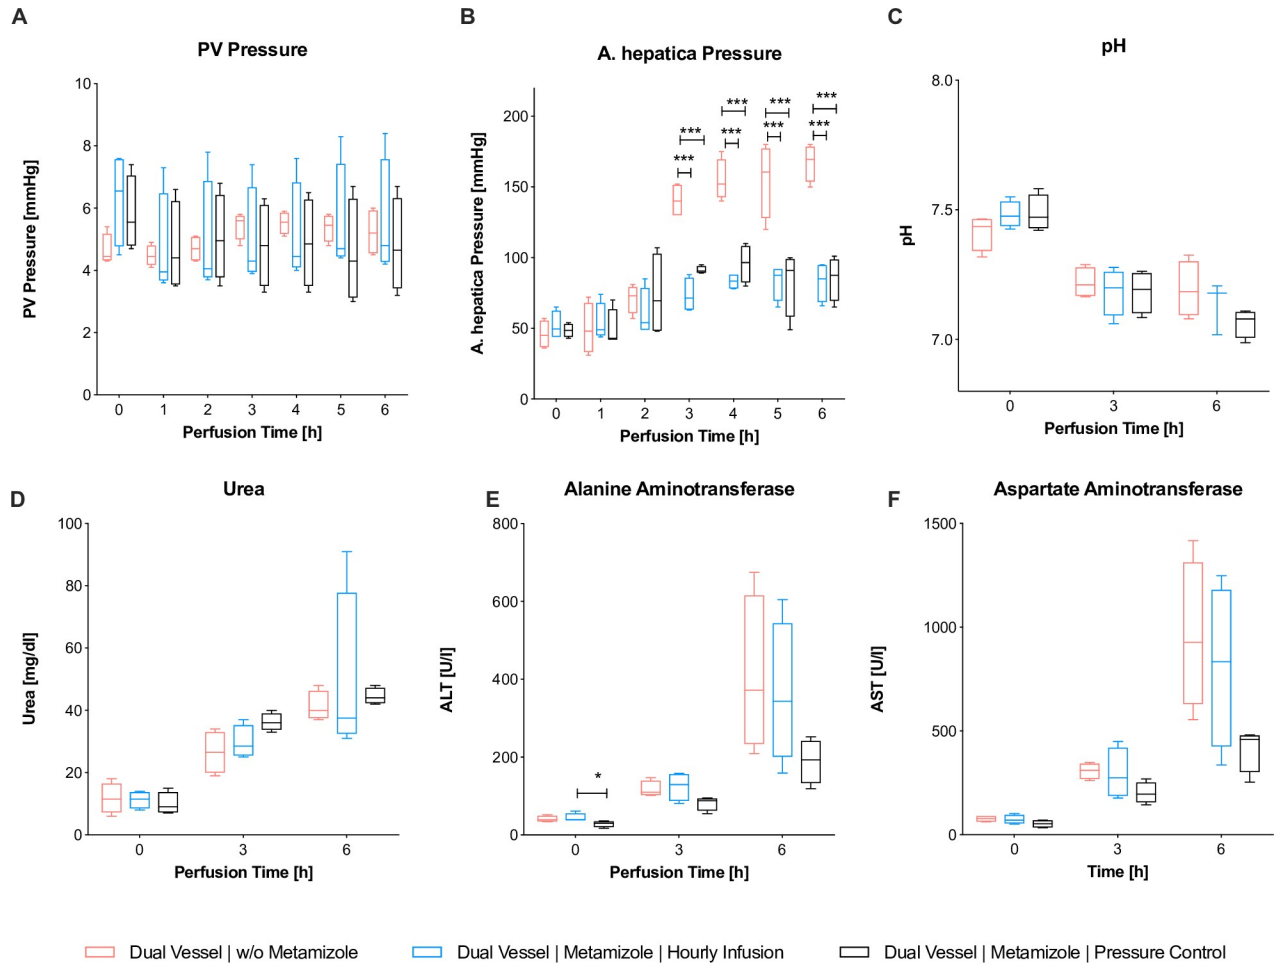 A
PV Pressure
PV Pressure [mmHg]
10
8
6
4
2
0
0 1 2 3 4 5 6
Perfusion Time [h]
B
A. hepatica Pressure
A. hepatica Pressure [mmHg]
200
150
100
50
0
*** *** *** ***
*** *** *** ***
0 1 2 3 4 5 6
Perfusion Time [h]
C
pH
pH
8.0
7.5
7.0
0 3 6
Perfusion Time [h]
D
Urea
Urea [mg/dl]
100
80
60
40
20
0
0 3 6
Perfusion Time [h]
E
Alanine Aminotransferase
ALT [U/l]
800
600
400
200
0
*
0 3 6
Perfusion Time [h]
F
Aspartate Aminotransferase
AST [U/l]
1500
1000
500
0
0 3 6
Time [h]
Dual Vessel | w/o Metamizole
Dual Vessel | Metamizole | Hourly Infusion
Dual Vessel | Metamizole | Pressure Control